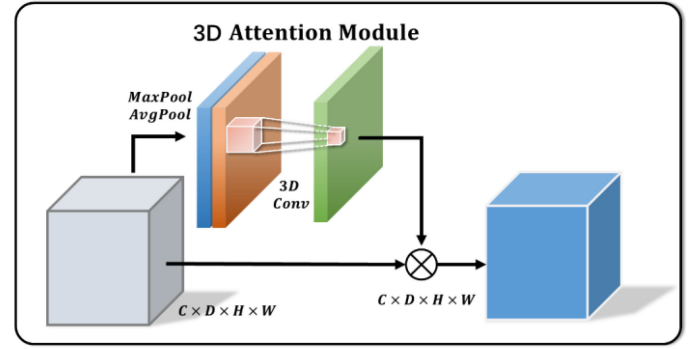 3D Attention Module
MaxPool
AvgPool
3D
Conv
C × D × H × W
C × D × H × W